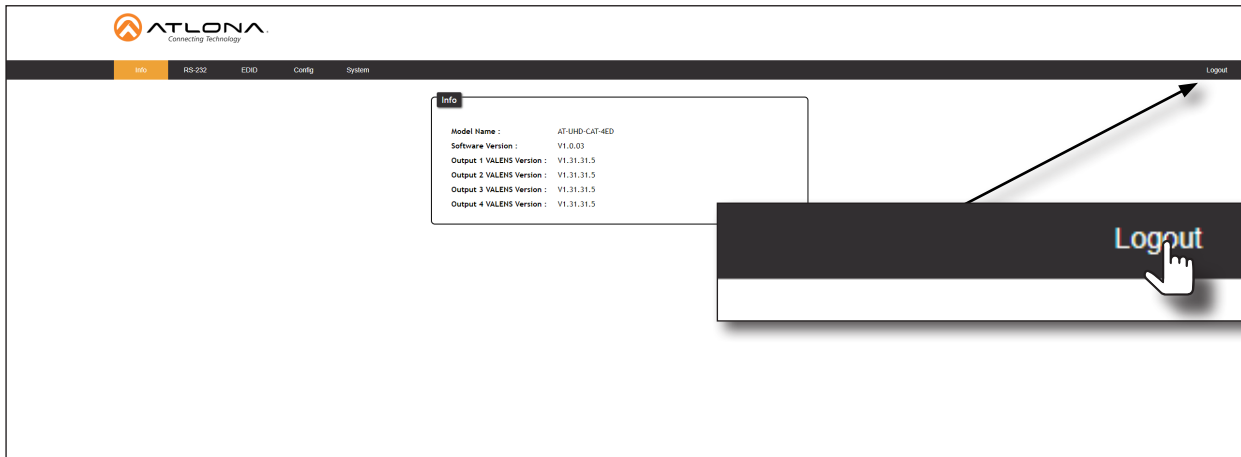 ATLONA.
Connecting Technology
Info RS-232 EDID Config System Logout
Info
Model Name : AT-UHD-CAT-4ED
Software Version : V1.0.03
Output 1 VALENS Version : V1.31.31.5
Output 2 VALENS Version : V1.31.31.5
Output 3 VALENS Version : V1.31.31.5
Output 4 VALENS Version : V1.31.31.5
Logout